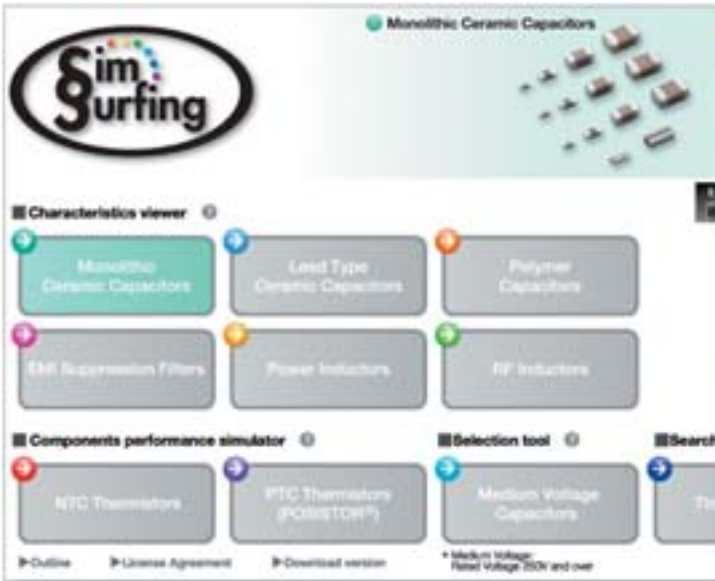 Sim
Surfing
Monolithic Ceramic Capacitors
Characteristics viewer ?
Monolithic
Ceramic Capacitors
Lead Type
Ceramic Capacitors
Polymer
Capacitors
EMI Suppression Filters
Power Inductors
RF Inductors
Components performance simulator ?
Selection tool ?
Search
NTC Thermistors
PTC Thermistors
(POSISTOR®)
Medium Voltage
Capacitors
Th
Outline
License Agreement
Download version
* Medium Voltage:
Rated Voltage 250V and over